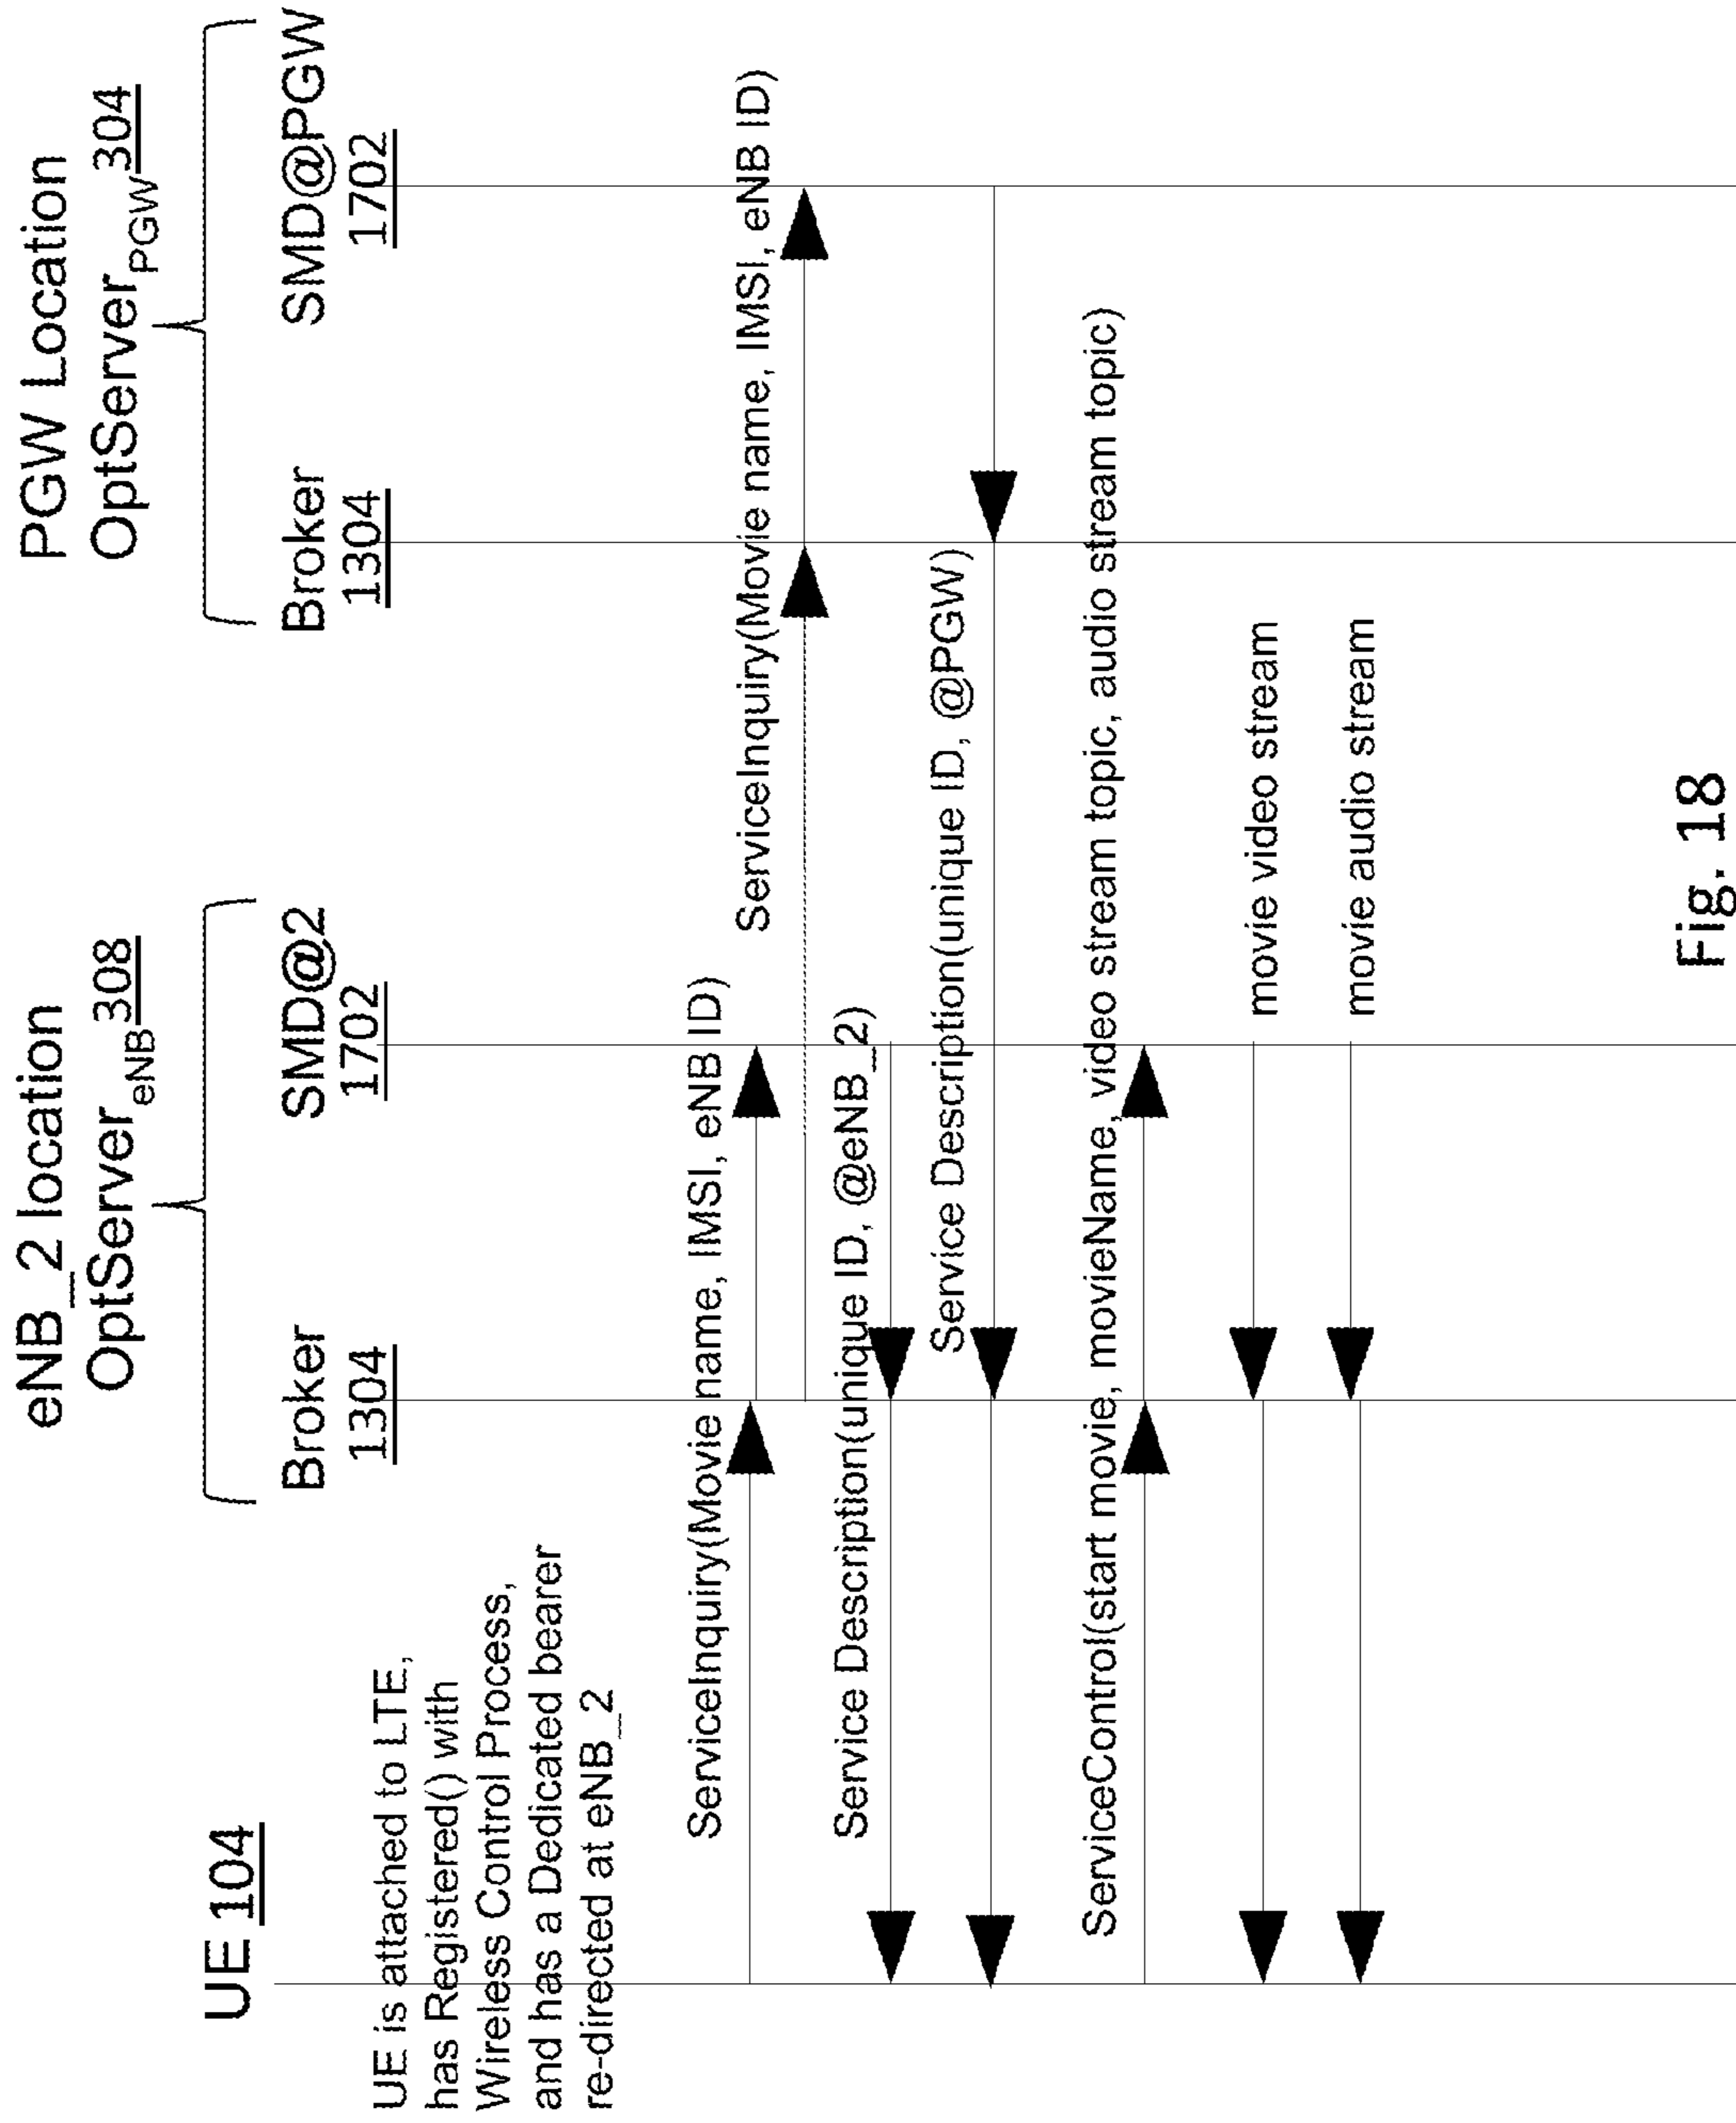 eNB_2 location
OptServer eNB 308
PGW Location
OptServer PGW 304
UE 104
Broker
1304
SMD@2
1702
Broker
1304
SMD@PGW
1702
UE is attached to LTE,
has Registered() with
Wireless Control Process,
and has a Dedicated bearer
re-directed at eNB_2
ServiceInquiry(Movie name, IMSI, eNB ID)
ServiceInquiry(Movie name, IMSI, eNB ID)
Service Description(unique ID, @eNB_2)
Service Description(unique ID, @PGW)
ServiceControl(start movie, movieName, video stream topic, audio stream topic)
movie video stream
movie audio stream
Fig. 18